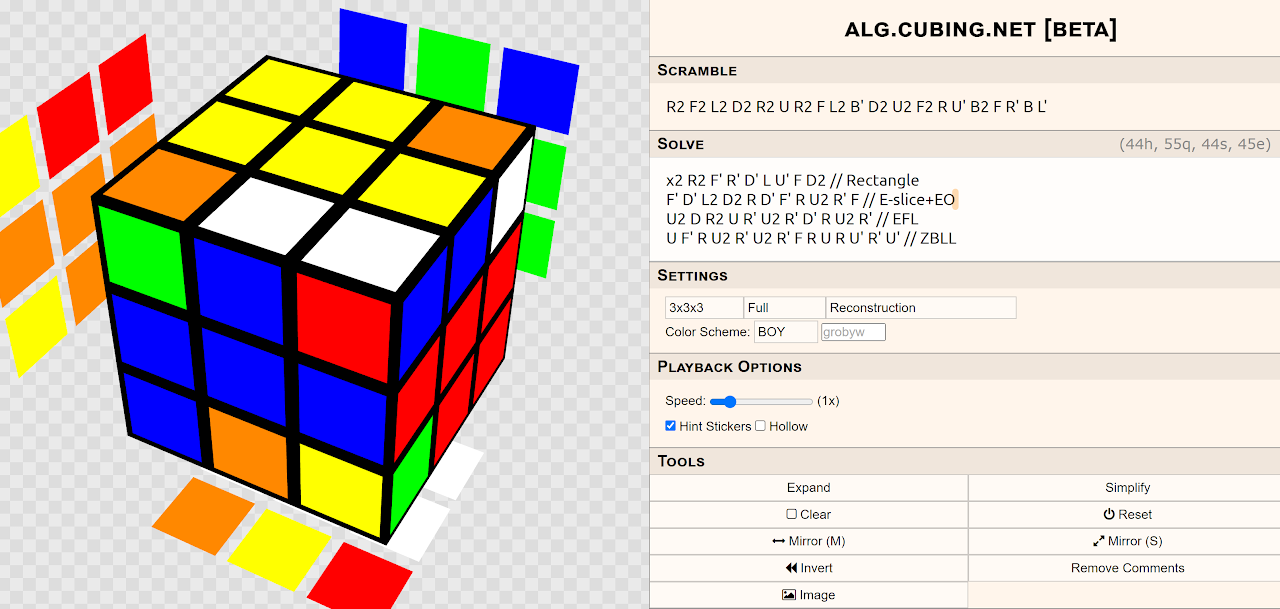 ALG.CUBING.NET [BETA]
SCRAMBLE
R2 F2 L2 D2 R2 U R2 F L2 B' D2 U2 F2 R U' B2 F R' B L'
SOLVE (44h, 55q, 44s, 45e)
x2 R2 F' R' D' L U' F D2 // Rectangle
F' D' L2 D2 R D' F' R U2 R' F // E-slice+EO
U2 D R2 U R' U2 R' D' R U2 R' // EFL
U F' R U2 R' U2 R' F R U R U' R' U' // ZBLL
SETTINGS
3x3x3 Full Reconstruction
Color Scheme: BOY grobyw
PLAYBACK OPTIONS
Speed: (1x)
Hint Stickers Hollow
TOOLS
Expand Simplify
Clear Reset
Mirror (M) Mirror (S)
Invert Remove Comments
Image